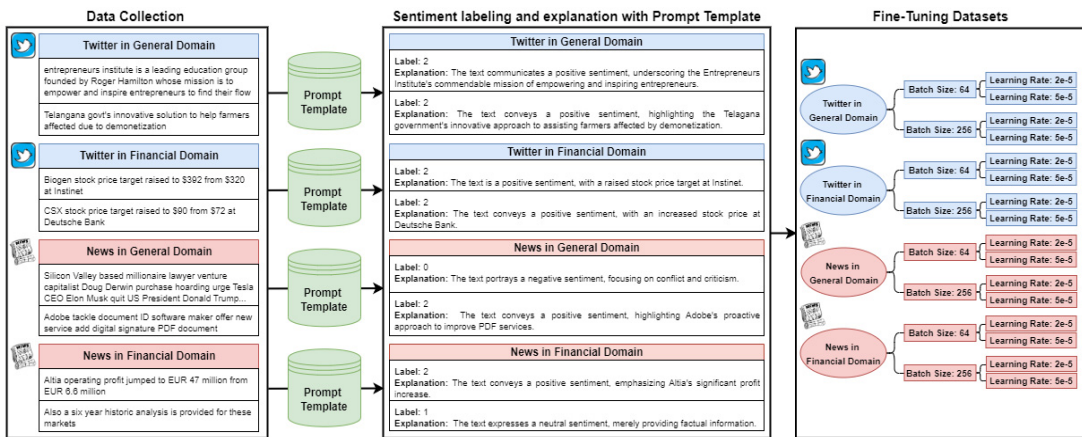 Data Collection
Twitter in General Domain
entrepreneurs institute is a leading education group
founded by Roger Hamilton whose mission is to
empower and inspire entrepreneurs to find their flow
Telangana govt's innovative solution to help farmers
affected due to demonetization
Twitter in Financial Domain
Biogen stock price target raised to $392 from $320
at Instinet
CSX stock price target raised to $90 from $72 at
Deutsche Bank
News in General Domain
Silicon Valley based millionaire lawyer venture
capitalist Doug Derwin purchase hoarding urge Tesla
CEO Elon Musk quit US President Donald Trump...
Adobe tackle document ID software maker offer new
service add digital signature PDF document
News in Financial Domain
Altia operating profit jumped to EUR 47 million from
EUR 6.6 million
Also a six year historic analysis is provided for these
markets
Prompt
Template
Prompt
Template
Prompt
Template
Prompt
Template
Sentiment labeling and explanation with Prompt Template
Twitter in General Domain
Label: 2
Explanation: The text communicates a positive sentiment, underscoring the Entrepreneurs
Institute's commendable mission of empowering and inspiring entrepreneurs.
Label: 2
Explanation: The text conveys a positive sentiment, highlighting the Telagana
government's innovative approach to assisting farmers affected by demonetization.
Twitter in Financial Domain
Label: 2
Explanation: The text is a positive sentiment, with a raised stock price target at Instinet.
Label: 2
Explanation: The text conveys a positive sentiment, with an increased stock price at
Deutsche Bank.
News in General Domain
Label: 0
Explanation: The text portrays a negative sentiment, focusing on conflict and criticism.
Label: 2
Explanation: The text conveys a positive sentiment, highlighting Adobe's proactive
approach to improve PDF services.
News in Financial Domain
Label: 2
Explanation: The text conveys a positive sentiment, emphasizing Altia's significant profit
increase.
Label: 1
Explanation: The text expresses a neutral sentiment, merely providing factual information.
Fine-Tuning Datasets
Twitter in
General Domain
Batch Size: 64
Learning Rate: 2e-5
Learning Rate: 5e-5
Batch Size: 256
Learning Rate: 2e-5
Learning Rate: 5e-5
Twitter in
Financial Domain
Batch Size: 64
Learning Rate: 2e-5
Learning Rate: 5e-5
Batch Size: 256
Learning Rate: 2e-5
Learning Rate: 5e-5
News in
General Domain
Batch Size: 64
Learning Rate: 2e-5
Learning Rate: 5e-5
Batch Size: 256
Learning Rate: 2e-5
Learning Rate: 5e-5
News in
Financial Domain
Batch Size: 64
Learning Rate: 2e-5
Learning Rate: 5e-5
Batch Size: 256
Learning Rate: 2e-5
Learning Rate: 5e-5